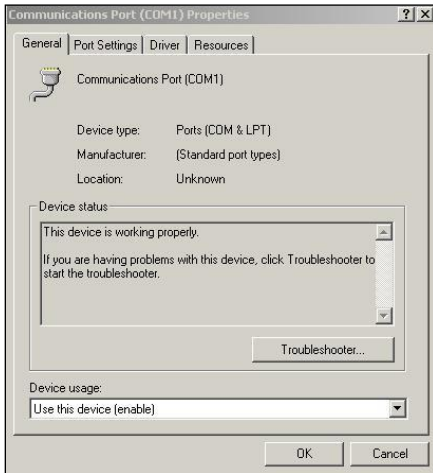 Communications Port (COM1) Properties
General Port Settings Driver Resources
Communications Port (COM1)
Device type: Ports (COM & LPT)
Manufacturer: (Standard port types)
Location: Unknown
Device status
This device is working properly.
If you are having problems with this device, click Troubleshooter to
start the troubleshooter.
Troubleshooter...
Device usage:
Use this device (enable)
OK Cancel